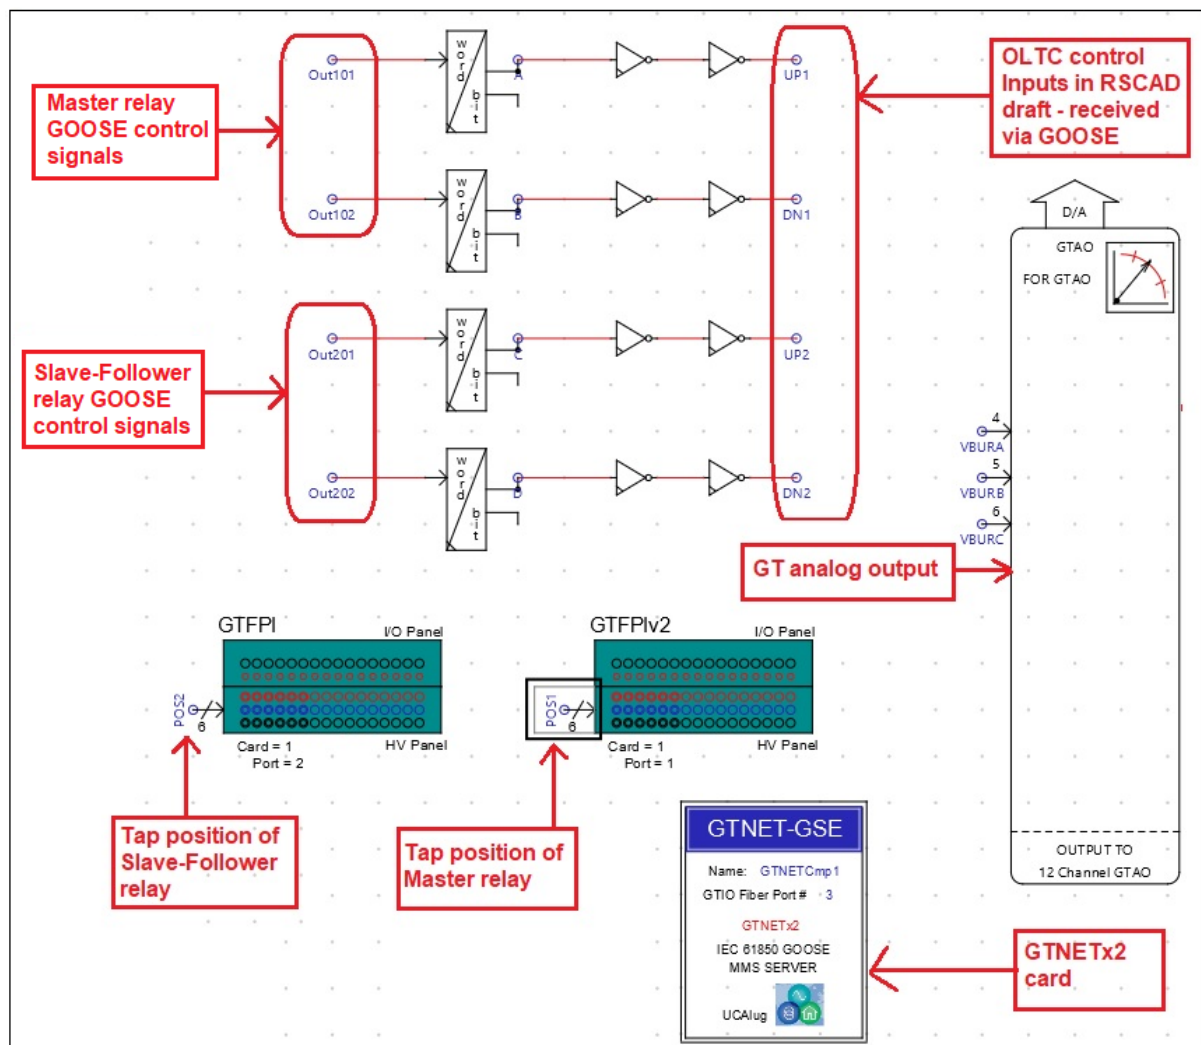 Master relay
GOOSE control
signals
Out101
word
bit
A
UP1
OLTC control
Inputs in RSCAD
draft - received
via GOOSE
Out102
word
bit
B
DN1
D/A
GTAO
FOR GTAO
Slave-Follower
relay GOOSE
control signals
Out201
word
bit
C
UP2
Out202
word
bit
D
DN2
4
VBURA
5
VBURB
6
VBURC
GT analog output
GTFPI
I/O Panel
POS2
6
Card = 1
Port = 2
HV Panel
GTFPIv2
I/O Panel
POS1
6
Card = 1
Port = 1
HV Panel
Tap position of
Slave-Follower
relay
Tap position of
Master relay
GTNET-GSE
Name: GTNETCmp1
GTIO Fiber Port # 3
GTNETx2
IEC 61850 GOOSE
MMS SERVER
UCAIug
OUTPUT TO
12 Channel GTAO
GTNETx2
card